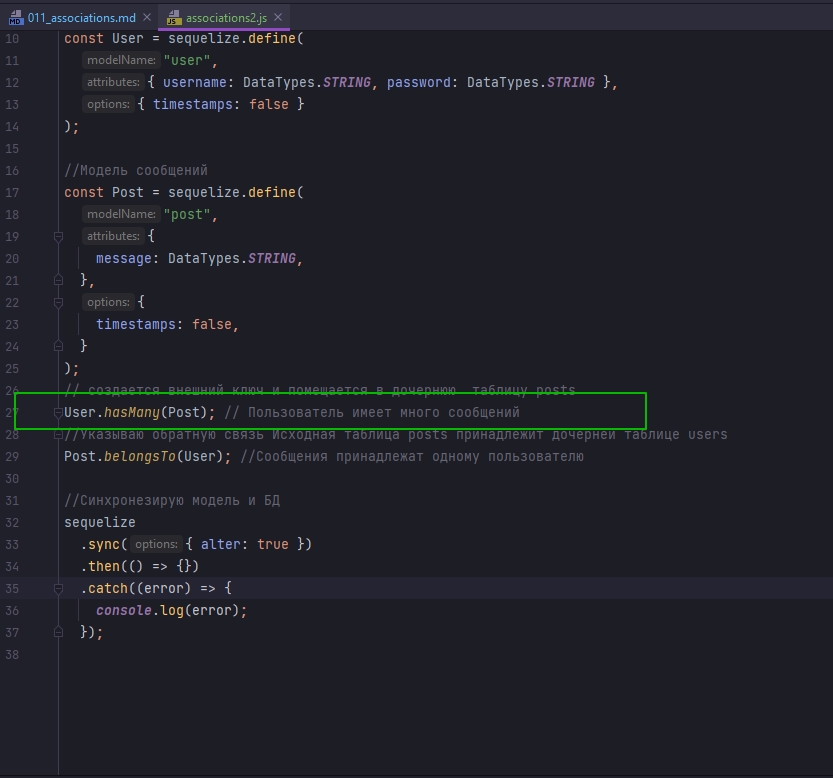 011_associations.md
associations2.js
10 const User = sequelize.define(
11 modelName: "user",
12 attributes: { username: DataTypes.STRING, password: DataTypes.STRING },
13 options: { timestamps: false }
14 );
15
16 //Модель сообщений
17 const Post = sequelize.define(
18 modelName: "post",
19 attributes: {
20 message: DataTypes.STRING,
21 },
22 options: {
23 timestamps: false,
24 }
25 );
26 // создается внешний ключ и помещается в дочернюю таблицу posts
27 User.hasMany(Post); // Пользователь имеет много сообщений
28 //Указываю обратную связь Исходная таблица posts принадлежит дочерней таблице users
29 Post.belongsTo(User); //Сообщения принадлежат одному пользователю
30
31 //Синхронезирую модель и БД
32 sequelize
33 .sync( options: { alter: true })
34 .then(() => {})
35 .catch((error) => {
36 console.log(error);
37 });
38